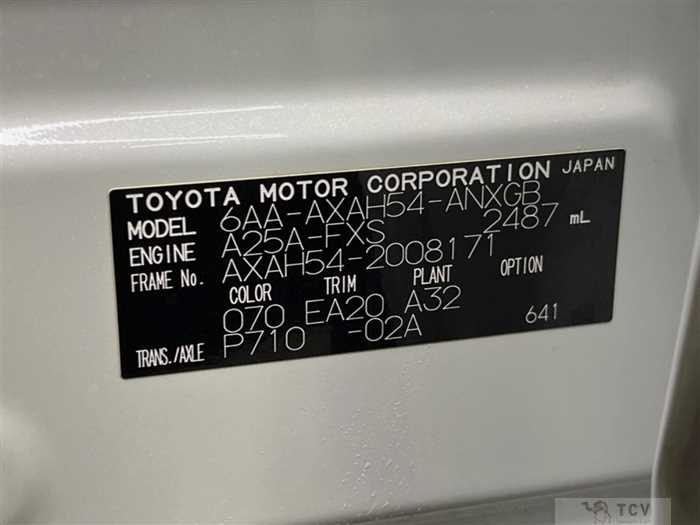 TOYOTA MOTOR CORPORATION JAPAN
MODEL 6AA-AXAH54-ANXGB
ENGINE A25A-FXS 2487 mL
FRAME No. AXAH54-2008171
COLOR TRIM PLANT OPTION
070 EA20 A32
TRANS./AXLE P710 -02A 641
TCV